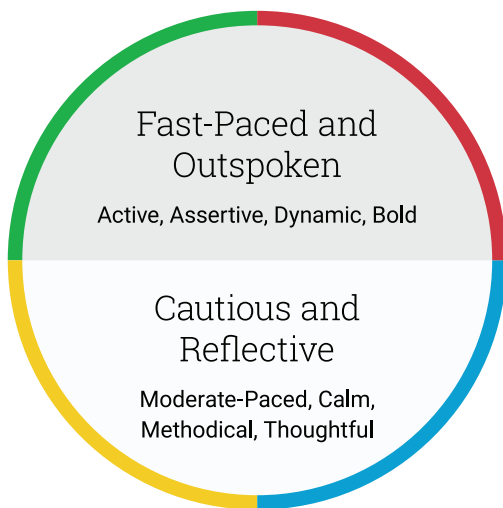 Fast-Paced and
Outspoken
Active, Assertive, Dynamic, Bold
Cautious and
Reflective
Moderate-Paced, Calm,
Methodical, Thoughtful